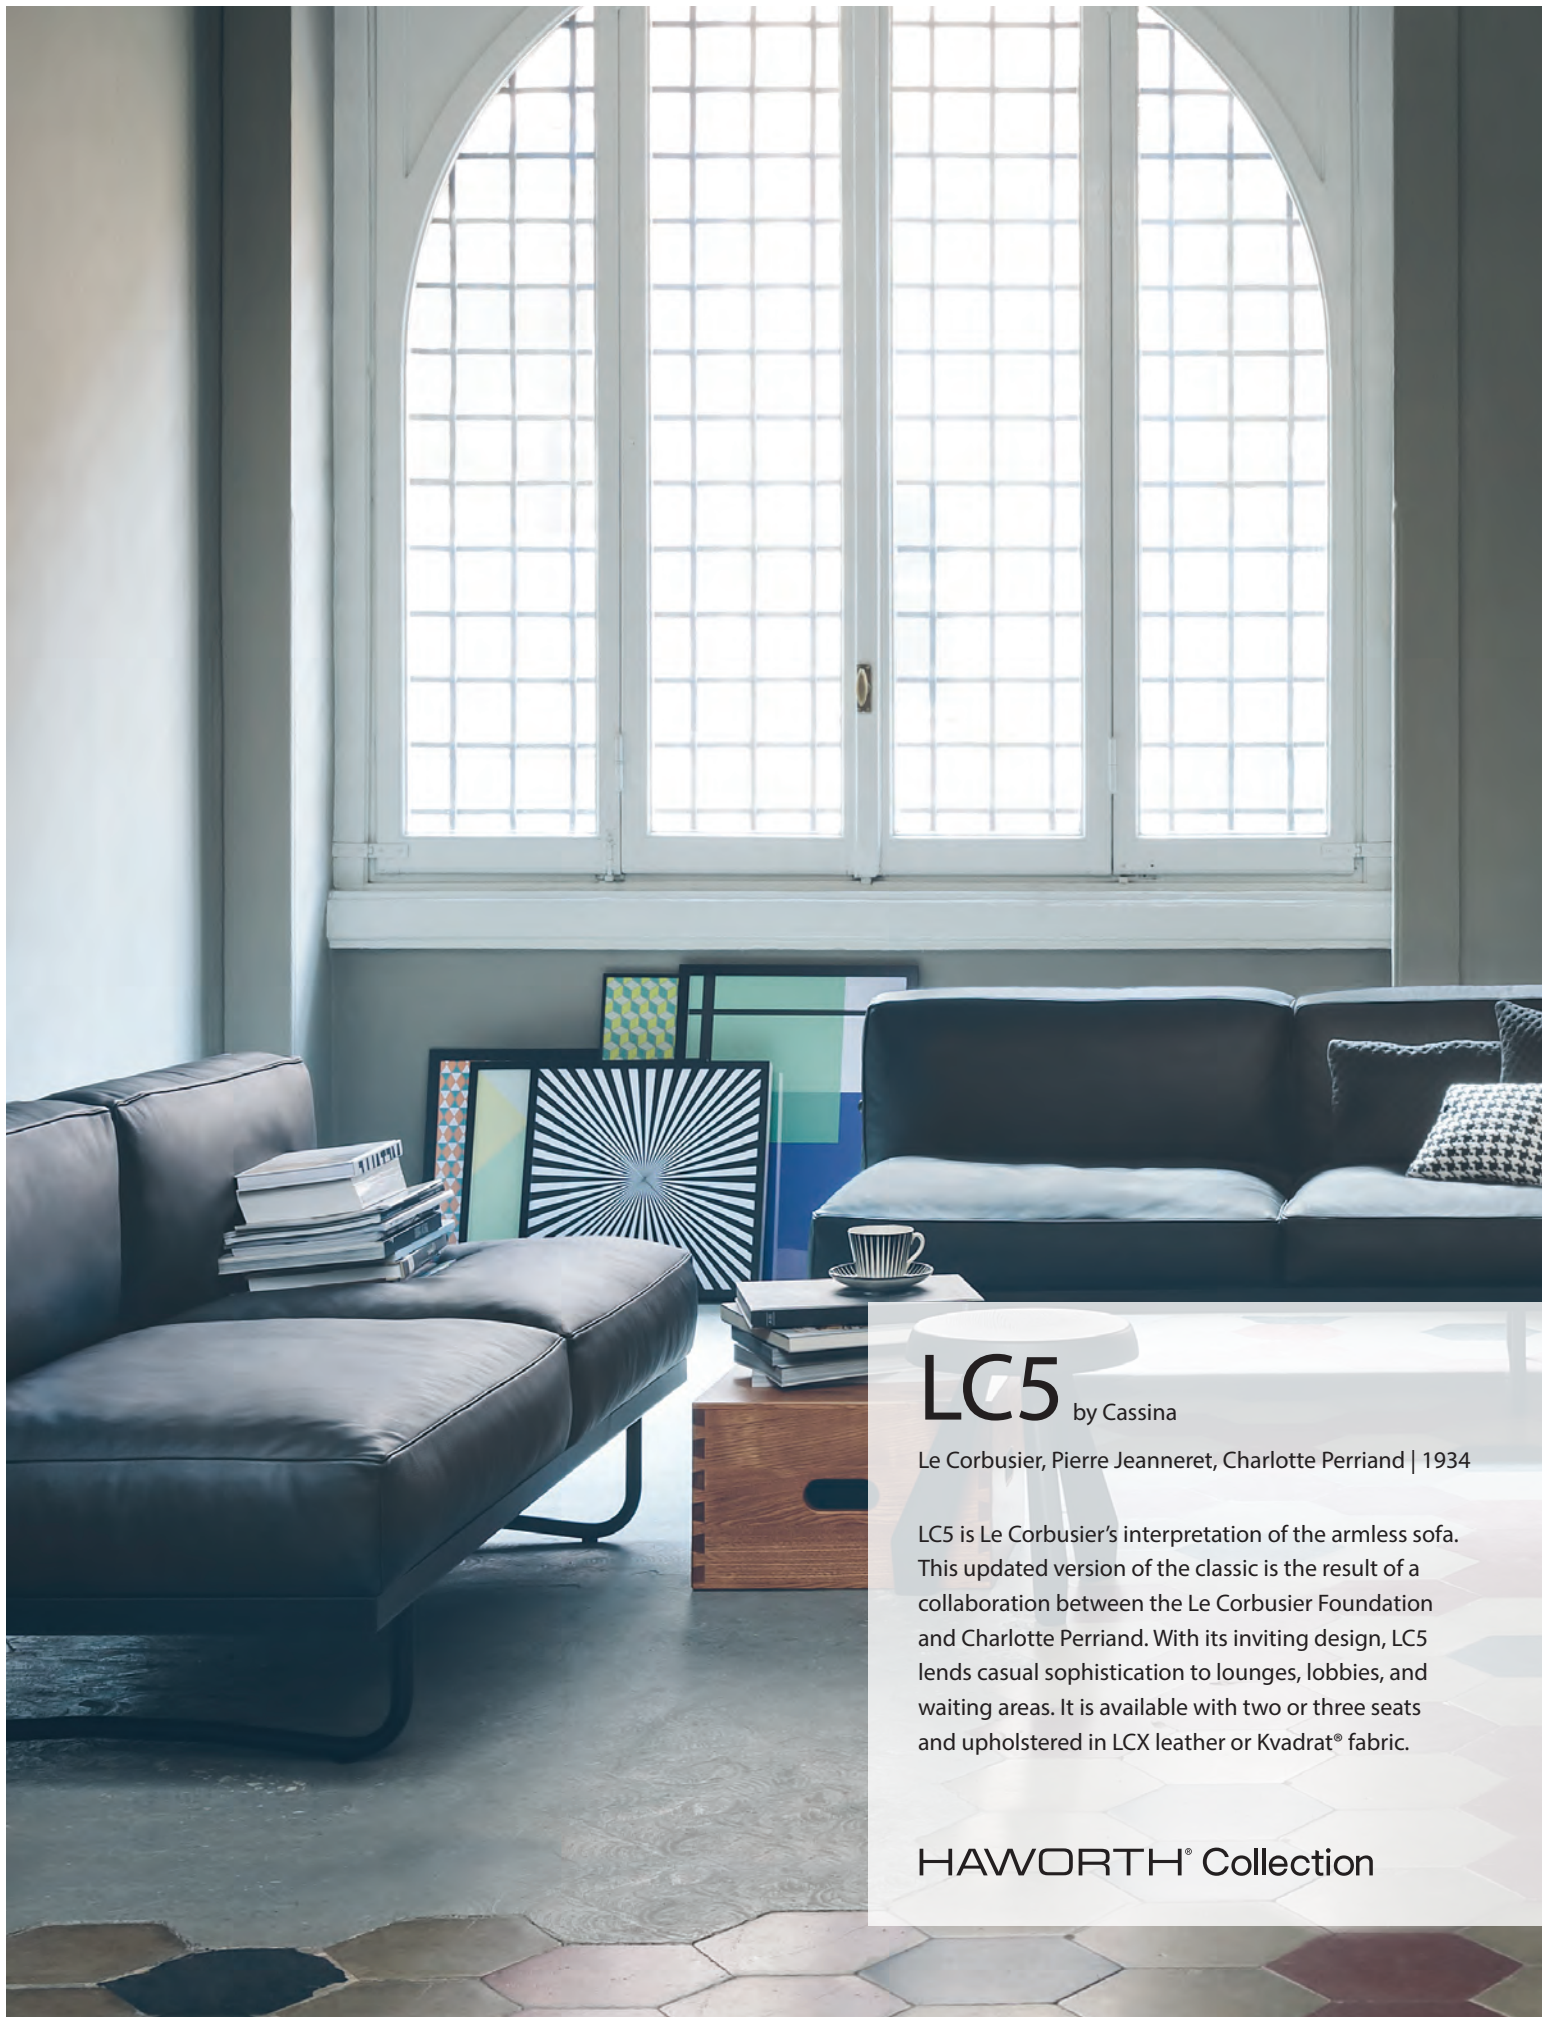 LC5 by Cassina
Le Corbusier, Pierre Jeanneret, Charlotte Perriand | 1934
LC5 is Le Corbusier’s interpretation of the armless sofa.
This updated version of the classic is the result of a
collaboration between the Le Corbusier Foundation
and Charlotte Perriand. With its inviting design, LC5
lends casual sophistication to lounges, lobbies, and
waiting areas. It is available with two or three seats
and upholstered in LCX leather or Kvadrat® fabric.
HAWORTH® Collection